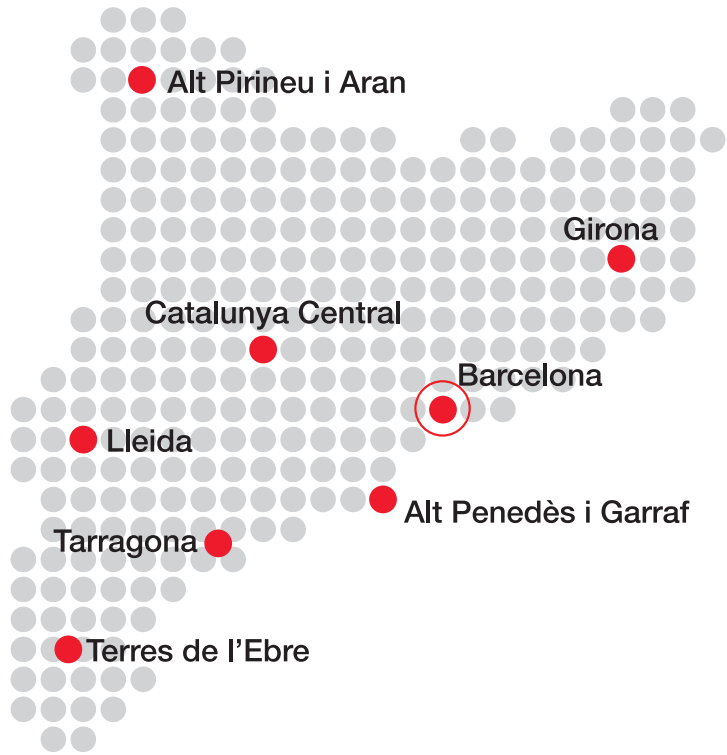 Alt Pirineu i Aran
Girona
Catalunya Central
Barcelona
Lleida
Alt Penedès i Garraf
Tarragona
Terres de l’Ebre